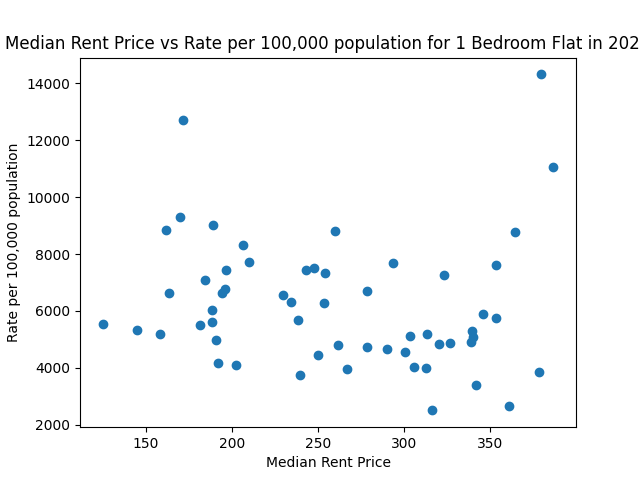 Median Rent Price vs Rate per 100,000 population for 1 Bedroom Flat in 202
14000
12000
10000
8000
6000
4000
2000
Rate per 100,000 population
150 200 250 300 350
Median Rent Price